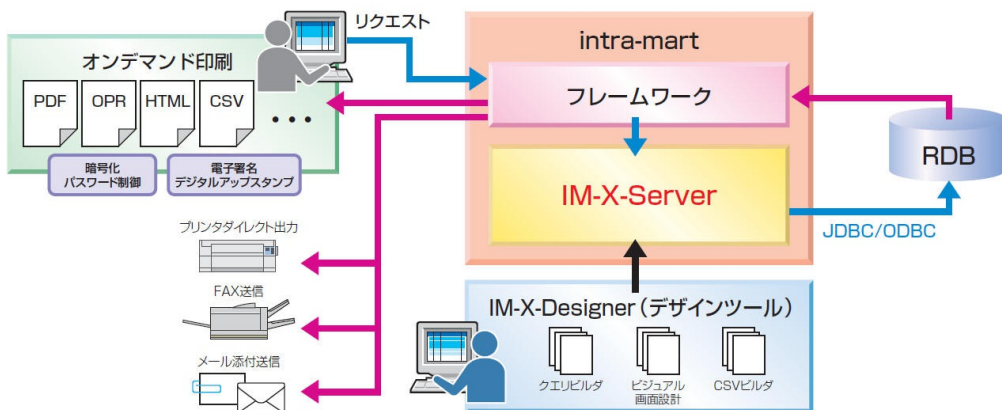 リクエスト
オンデマンド印刷
PDF
OPR
HTML
CSV
・・・
暗号化
パスワード制御
電子署名
デジタルアップスタンプ
プリンタダイレクト出力
FAX送信
メール添付送信
intra-mart
フレームワーク
IM-X-Server
RDB
JDBC/ODBC
IM-X-Designer(デザインツール)
クエリビルダ
ビジュアル
画面設計
CSVビルダ